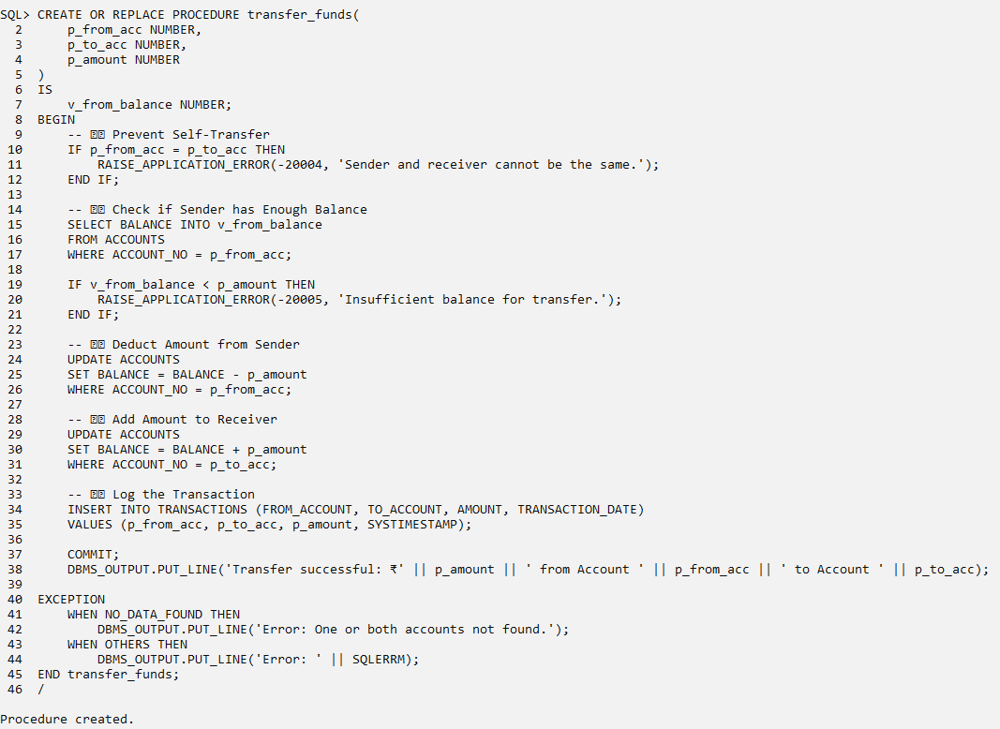 SQL> CREATE OR REPLACE PROCEDURE transfer_funds(
  2      p_from_acc NUMBER,
  3      p_to_acc NUMBER,
  4      p_amount NUMBER
  5  )
  6  IS
  7      v_from_balance NUMBER;
  8  BEGIN
  9      -- ⍰⍰ Prevent Self-Transfer
 10      IF p_from_acc = p_to_acc THEN
 11          RAISE_APPLICATION_ERROR(-20004, 'Sender and receiver cannot be the same.');
 12      END IF;
 13
 14      -- ⍰⍰ Check if Sender has Enough Balance
 15      SELECT BALANCE INTO v_from_balance
 16      FROM ACCOUNTS
 17      WHERE ACCOUNT_NO = p_from_acc;
 18
 19      IF v_from_balance < p_amount THEN
 20          RAISE_APPLICATION_ERROR(-20005, 'Insufficient balance for transfer.');
 21      END IF;
 22
 23      -- ⍰⍰ Deduct Amount from Sender
 24      UPDATE ACCOUNTS
 25      SET BALANCE = BALANCE - p_amount
 26      WHERE ACCOUNT_NO = p_from_acc;
 27
 28      -- ⍰⍰ Add Amount to Receiver
 29      UPDATE ACCOUNTS
 30      SET BALANCE = BALANCE + p_amount
 31      WHERE ACCOUNT_NO = p_to_acc;
 32
 33      -- ⍰⍰ Log the Transaction
 34      INSERT INTO TRANSACTIONS (FROM_ACCOUNT, TO_ACCOUNT, AMOUNT, TRANSACTION_DATE)
 35      VALUES (p_from_acc, p_to_acc, p_amount, SYSTIMESTAMP);
 36
 37      COMMIT;
 38      DBMS_OUTPUT.PUT_LINE('Transfer successful: ₹' || p_amount || ' from Account ' || p_from_acc || ' to Account ' || p_to_acc);
 39
 40  EXCEPTION
 41      WHEN NO_DATA_FOUND THEN
 42          DBMS_OUTPUT.PUT_LINE('Error: One or both accounts not found.');
 43      WHEN OTHERS THEN
 44          DBMS_OUTPUT.PUT_LINE('Error: ' || SQLERRM);
 45  END transfer_funds;
 46  /

Procedure created.